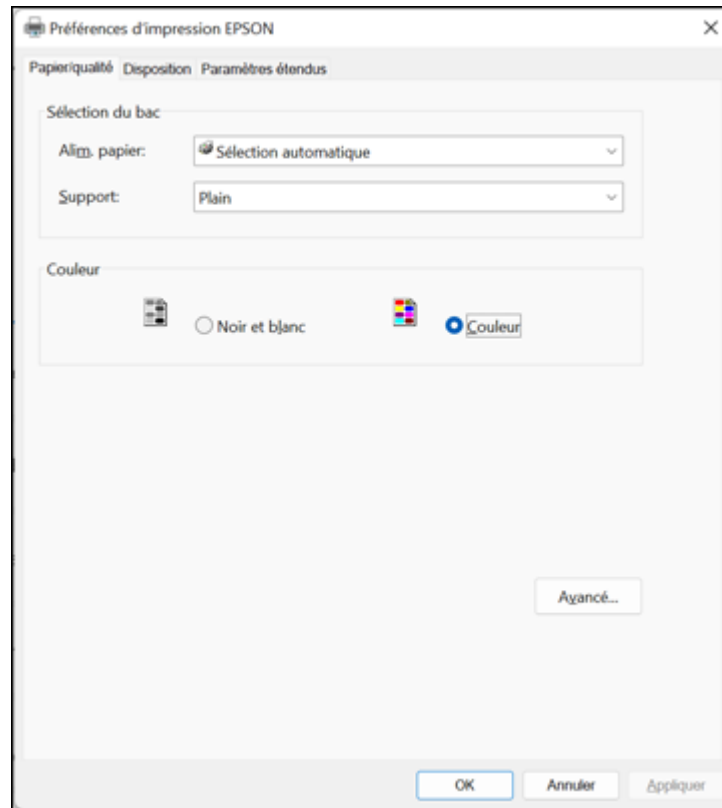 Préférences d'impression EPSON
Papier/qualité Disposition Paramètres étendus
Sélection du bac
Alim. papier: Sélection automatique
Support: Plain
Couleur
Noir et blanc Couleur
Avancé...
OK Annuler Appliquer